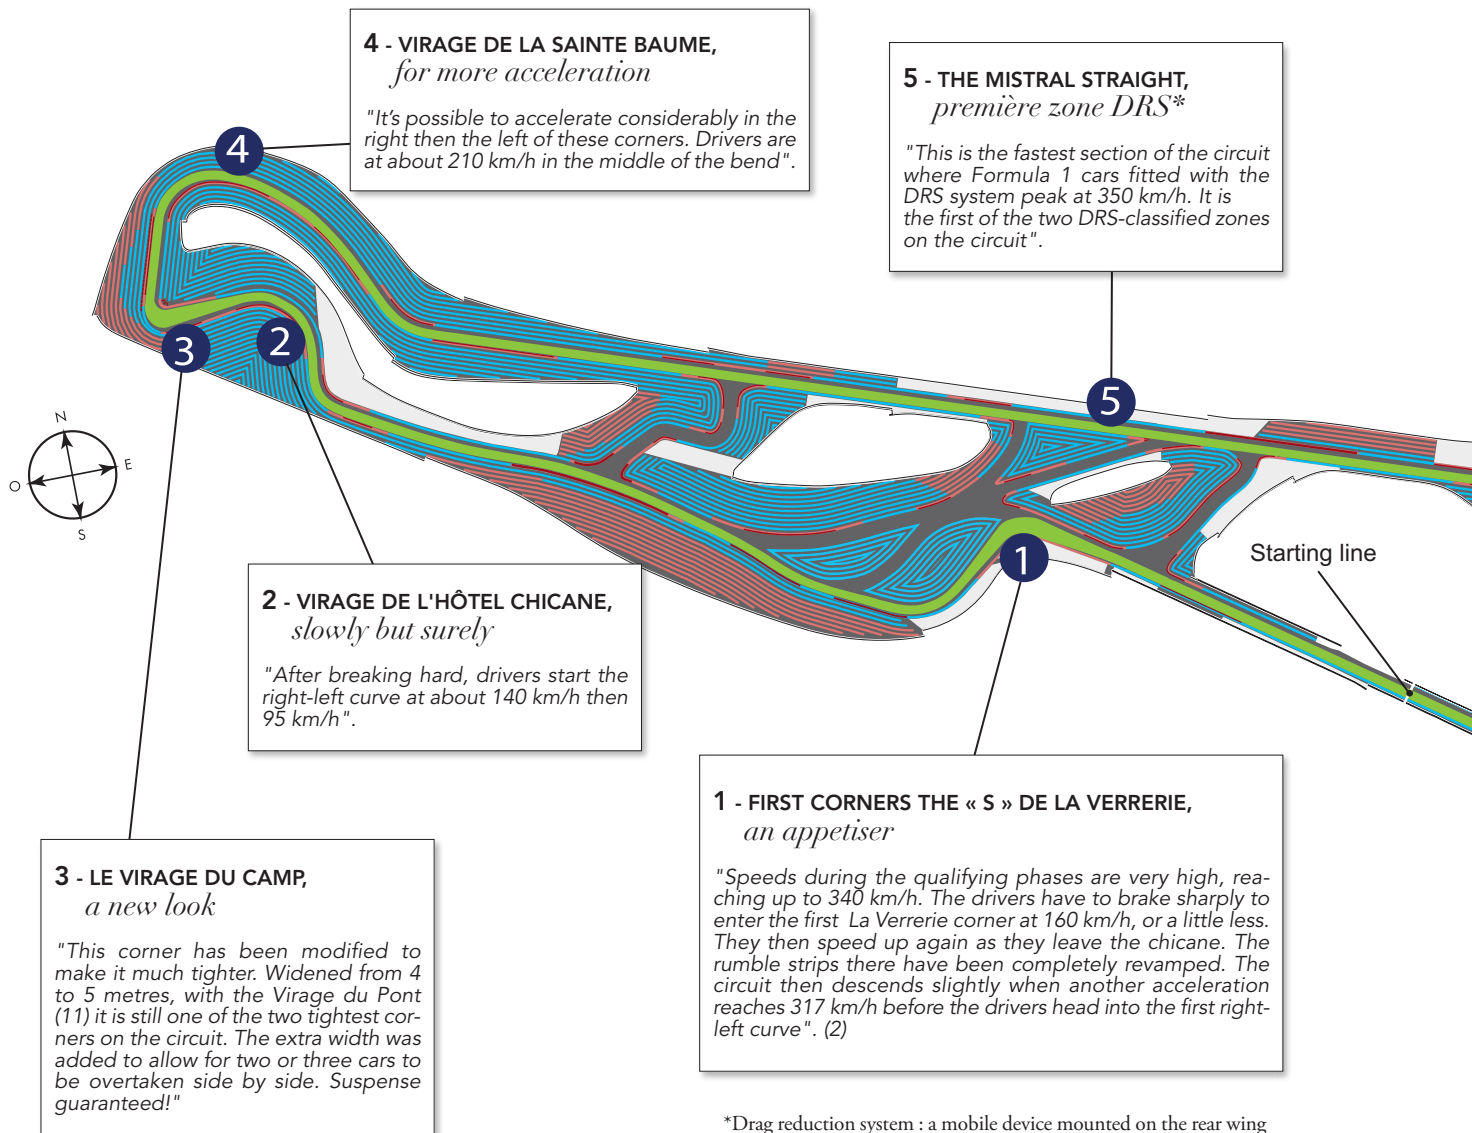 4 - VIRAGE DE LA SAINTE BAUME,
for more acceleration
"It's possible to accelerate considerably in the
right then the left of these corners. Drivers are
at about 210 km/h in the middle of the bend".
5 - THE MISTRAL STRAIGHT,
première zone DRS*
"This is the fastest section of the circuit
where Formula 1 cars fitted with the
DRS system peak at 350 km/h. It is
the first of the two DRS-classified zones
on the circuit".
4
3
2
5
1
N
E
S
O
Starting line
2 - VIRAGE DE L'HÔTEL CHICANE,
slowly but surely
"After breaking hard, drivers start the
right-left curve at about 140 km/h then
95 km/h".
1 - FIRST CORNERS THE « S » DE LA VERRERIE,
an appetiser
"Speeds during the qualifying phases are very high, rea-
ching up to 340 km/h. The drivers have to brake sharply to
enter the first La Verrerie corner at 160 km/h, or a little less.
They then speed up again as they leave the chicane. The
rumble strips there have been completely revamped. The
circuit then descends slightly when another acceleration
reaches 317 km/h before the drivers head into the first right-
left curve". (2)
3 - LE VIRAGE DU CAMP,
a new look
"This corner has been modified to
make it much tighter. Widened from 4
to 5 metres, with the Virage du Pont
(11) it is still one of the two tightest cor-
ners on the circuit. The extra width was
added to allow for two or three cars to
be overtaken side by side. Suspense
guaranteed!"
*Drag reduction system : a mobile device mounted on the rear wing